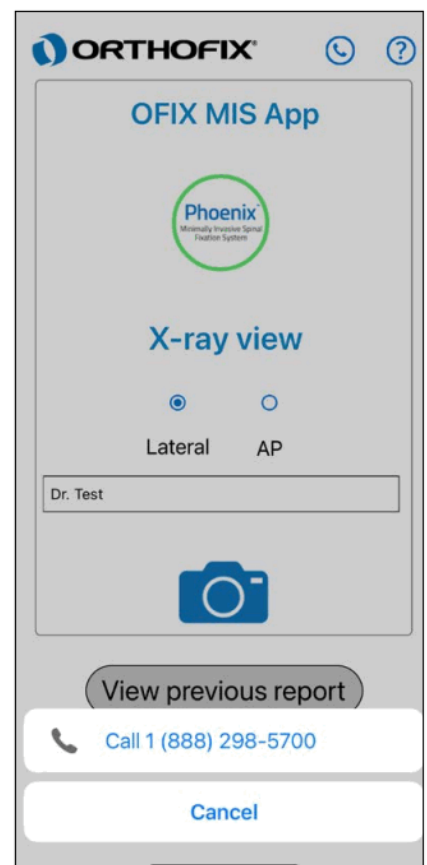 ORTHOFIX®
OFIX MIS App
Phoenix®
Minimally Invasive Spinal
Fixation System
X-ray view
Lateral AP
Dr. Test
View previous report
Call 1 (888) 298-5700
Cancel